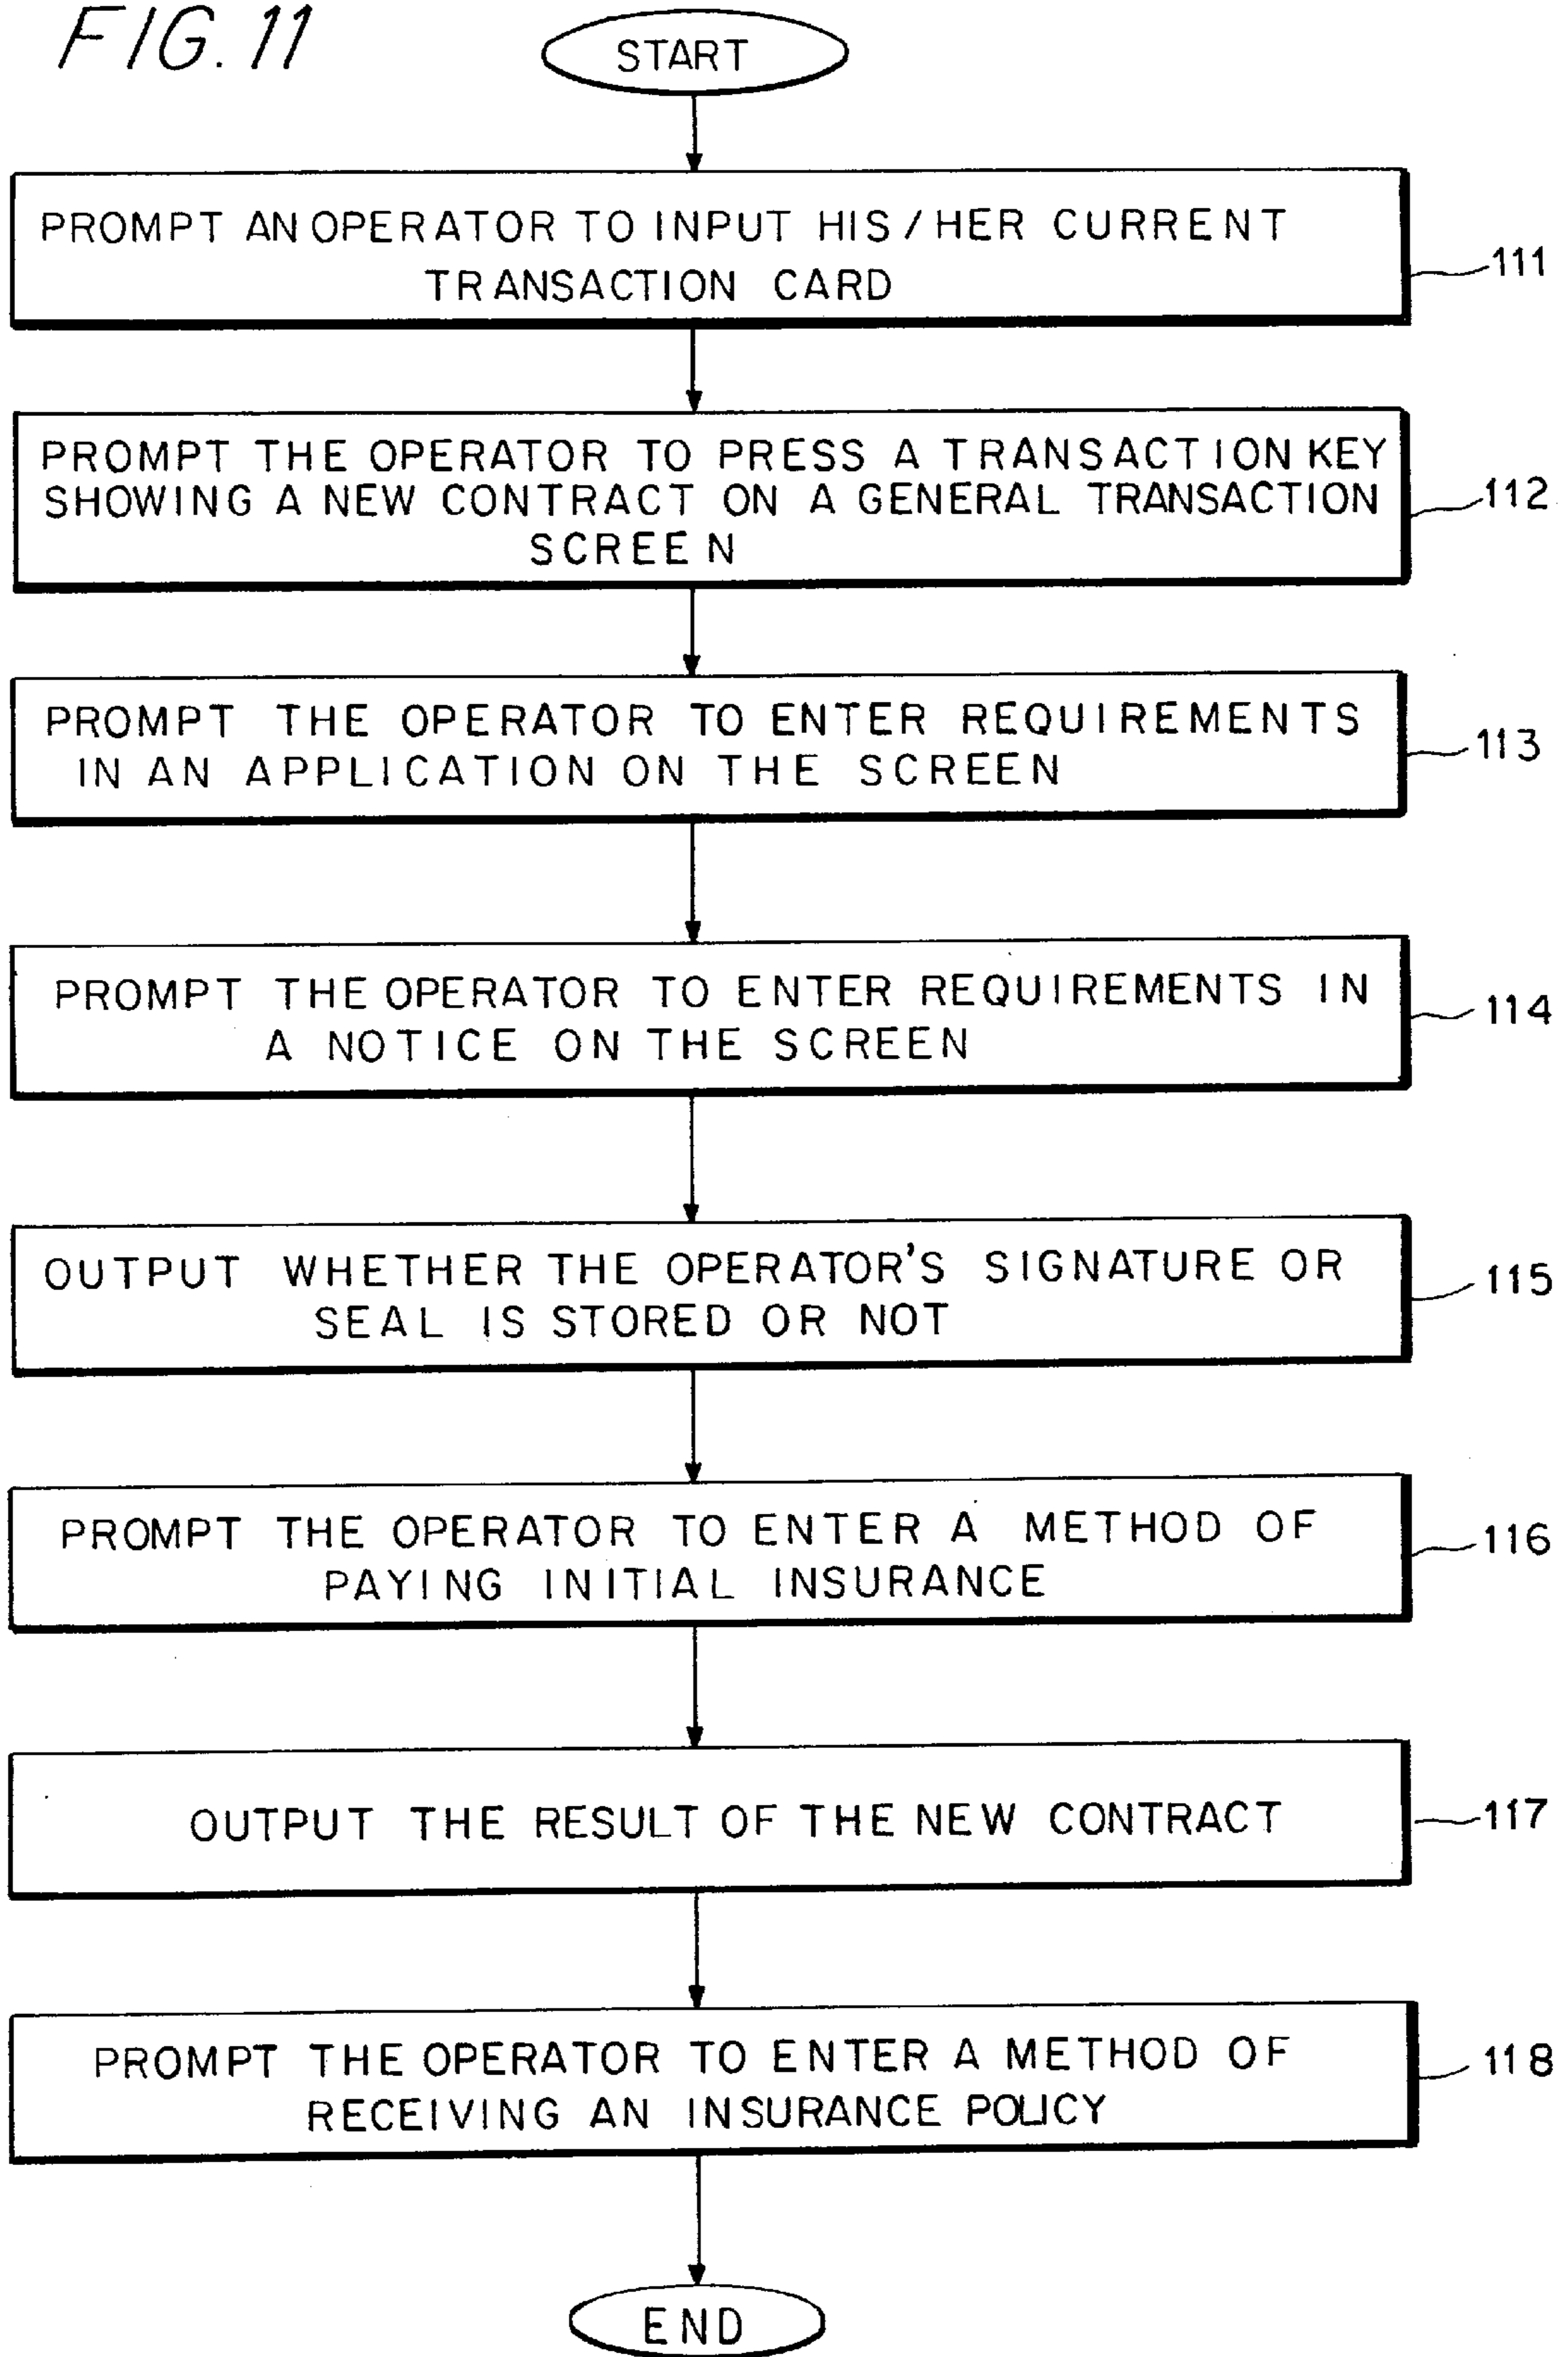 FIG. 11
START
PROMPT AN OPERATOR TO INPUT HIS/HER CURRENT
TRANSACTION CARD
111
PROMPT THE OPERATOR TO PRESS A TRANSACTION KEY
SHOWING A NEW CONTRACT ON A GENERAL TRANSACTION
SCREEN
112
PROMPT THE OPERATOR TO ENTER REQUIREMENTS
IN AN APPLICATION ON THE SCREEN
113
PROMPT THE OPERATOR TO ENTER REQUIREMENTS IN
A NOTICE ON THE SCREEN
114
OUTPUT WHETHER THE OPERATOR'S SIGNATURE OR
SEAL IS STORED OR NOT
115
PROMPT THE OPERATOR TO ENTER A METHOD OF
PAYING INITIAL INSURANCE
116
OUTPUT THE RESULT OF THE NEW CONTRACT
117
PROMPT THE OPERATOR TO ENTER A METHOD OF
RECEIVING AN INSURANCE POLICY
118
END